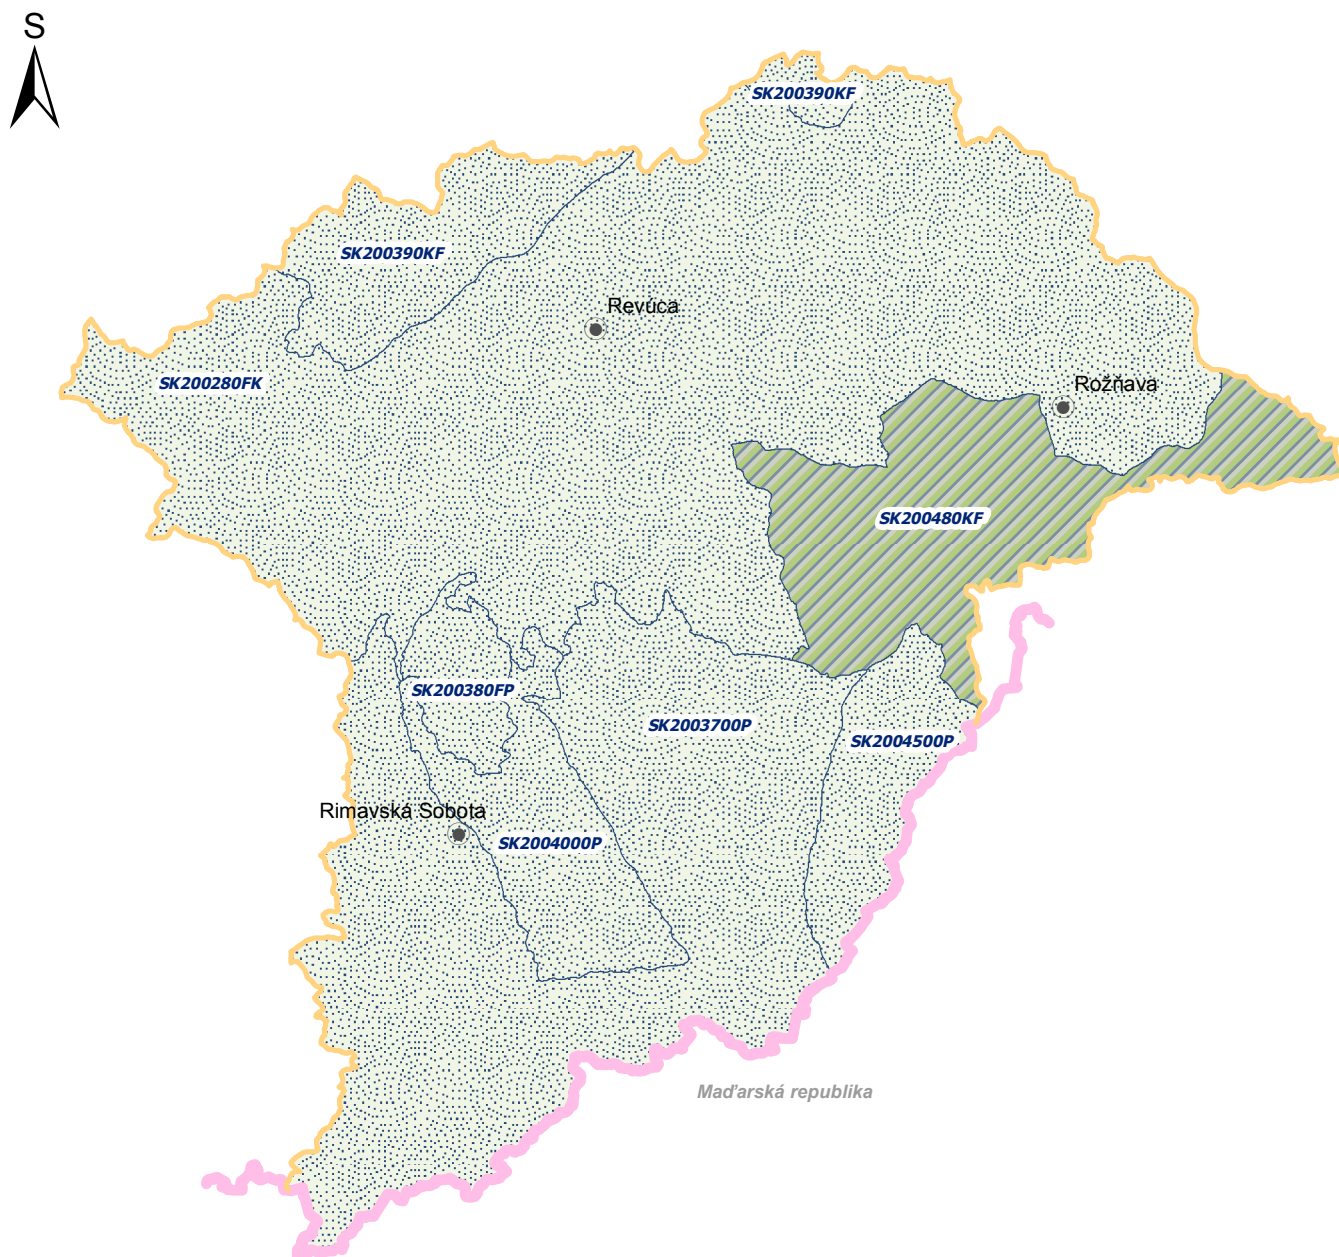 S
SK200390KF
SK200390KF
Revúca
SK200280FK
Rožňava
SK200480KF
SK200380FP
SK2003700P
SK2004500P
Rimavská Sobota
SK2004000P
Maďarská republika